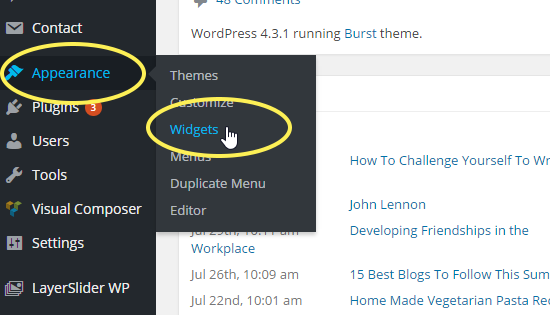 48 Comments
Contact
WordPress 4.3.1 running Burst theme.
Appearance
Themes
Plugins 3
Customize
Widgets
Users
Menus
How To Challenge Yourself To Wr
Tools
Duplicate Menu
Visual Composer
Editor
John Lennon
Jul 29th, 10:11 am
Developing Friendships in the
Settings
Workplace
Jul 26th, 10:09 am
15 Best Blogs To Follow This Sum
LayerSlider WP
Jul 22nd, 10:01 am
Home Made Vegetarian Pasta Rec